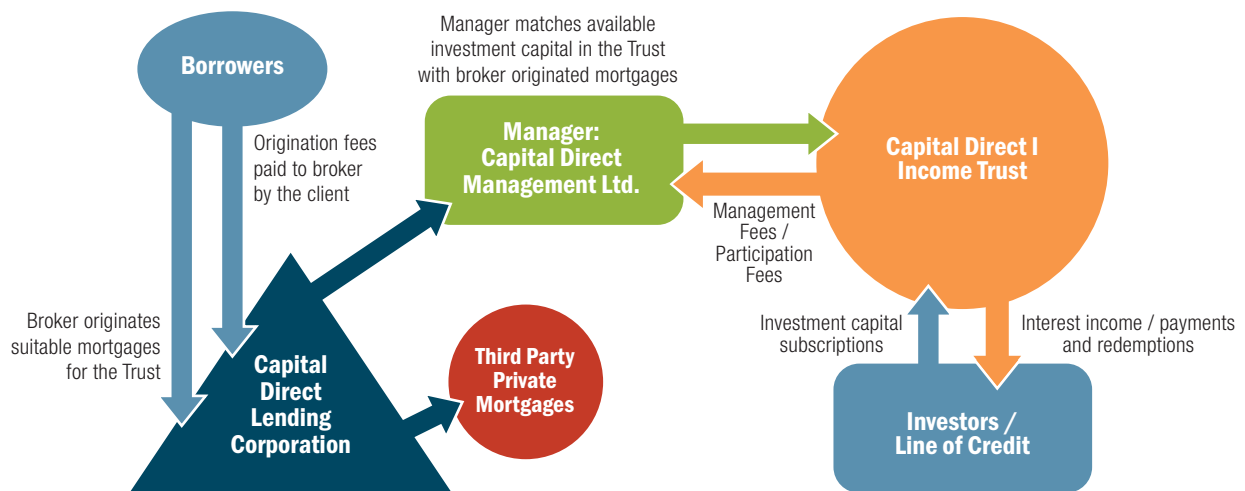 Borrowers
Manager matches available
investment capital in the Trust
with broker originated mortgages
Origination fees
paid to broker
by the client
Manager:
Capital Direct
Management Ltd.
Capital Direct I
Income Trust
Management
Fees /
Participation
Fees
Broker originates
suitable mortgages
for the Trust
Capital
Direct
Lending
Corporation
Third Party
Private
Mortgages
Investment capital
subscriptions
Interest income / payments
and redemptions
Investors /
Line of Credit